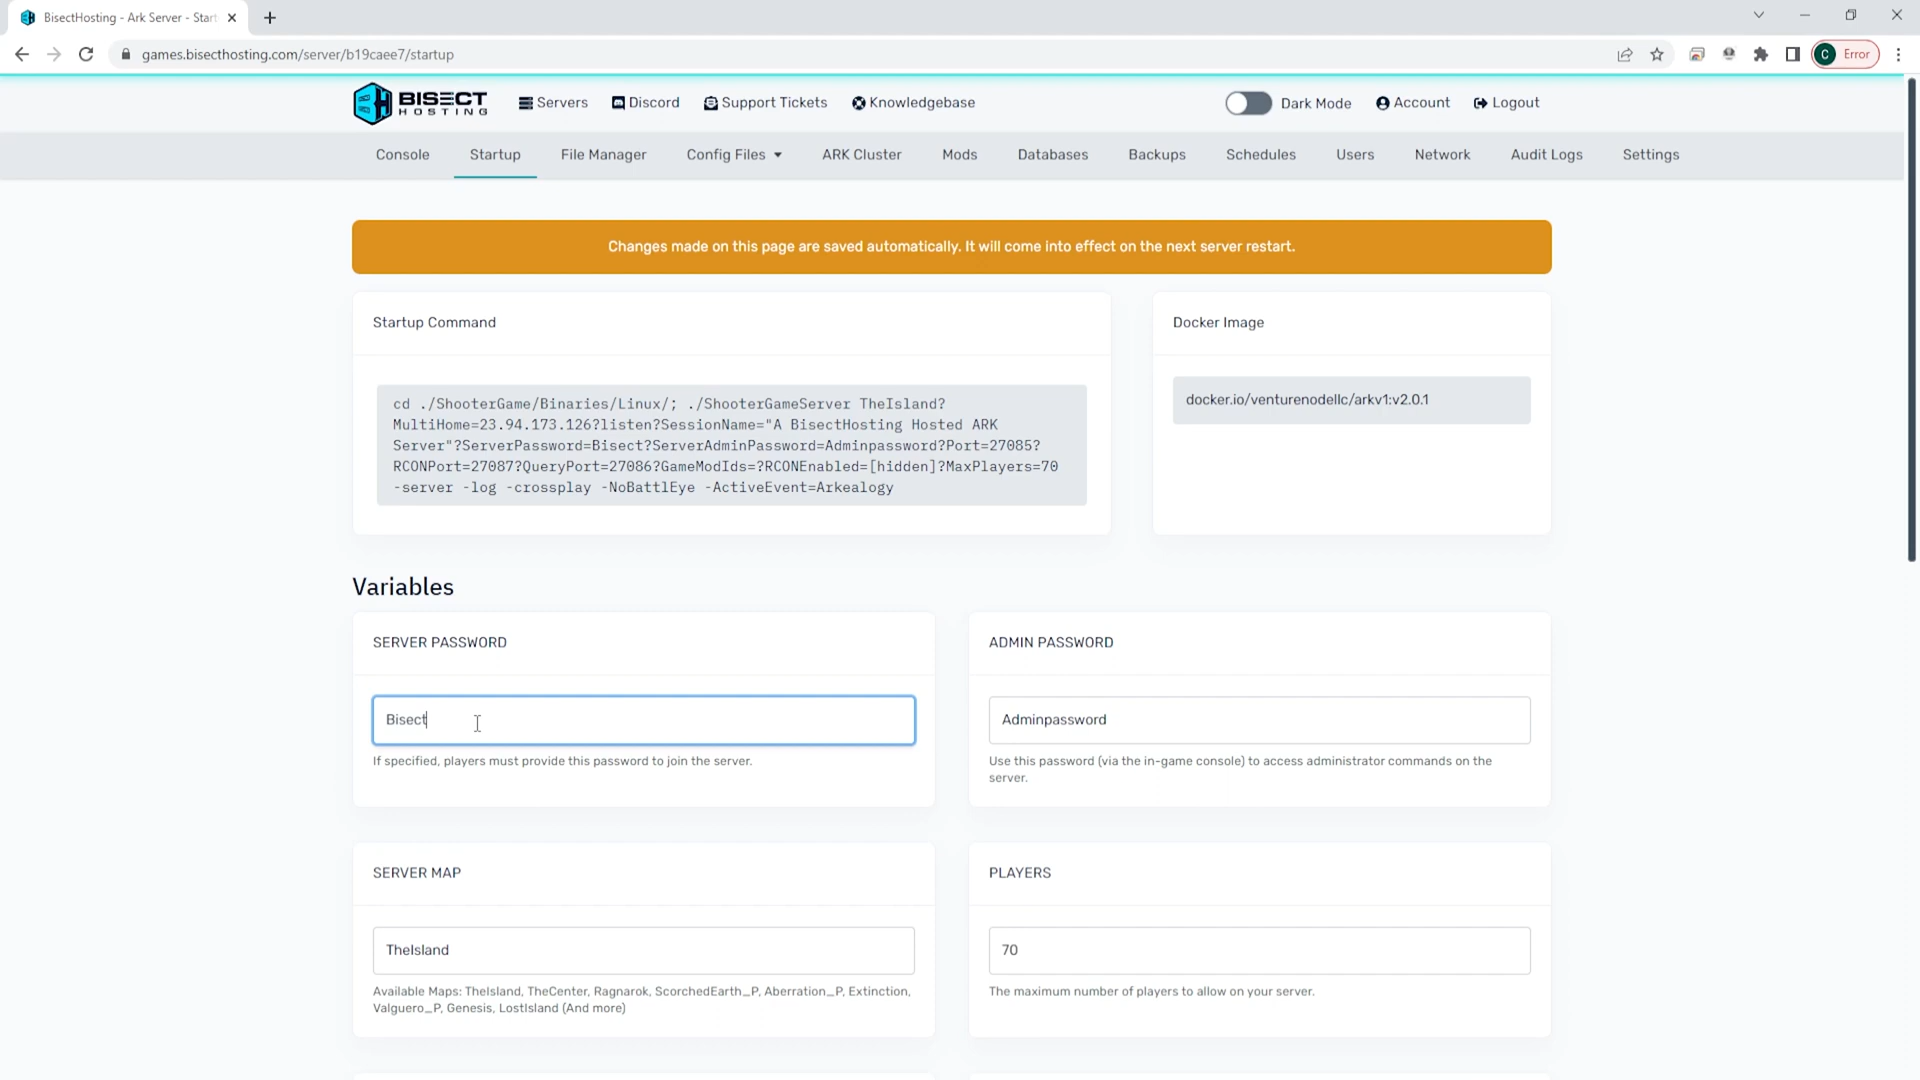 BisectHosting - Ark Server - Start
games.bisecthosting.com/server/b19caee7/startup
C Error
BISECT HOSTING
Servers
Discord
Support Tickets
Knowledgebase
Dark Mode
Account
Logout
Console
Startup
File Manager
Config Files
ARK Cluster
Mods
Databases
Backups
Schedules
Users
Network
Audit Logs
Settings
Changes made on this page are saved automatically. It will come into effect on the next server restart.
Startup Command
cd ./ShooterGame/Binaries/Linux/; ./ShooterGameServer TheIsland?
MultiHome=23.94.173.126?listen?SessionName="A BisectHosting Hosted ARK
Server"?ServerPassword=Bisect?ServerAdminPassword=Adminpassword?Port=27085?
RCONPort=27087?QueryPort=27086?GameModIds=?RCONEnabled=[hidden]?MaxPlayers=70
-server -log -crossplay -NoBattlEye -ActiveEvent=Arkealogy
Docker Image
docker.io/venturenodellc/arkv1:v2.0.1
Variables
SERVER PASSWORD
Bisect
If specified, players must provide this password to join the server.
ADMIN PASSWORD
Adminpassword
Use this password (via the in-game console) to access administrator commands on the
server.
SERVER MAP
TheIsland
Available Maps: TheIsland, TheCenter, Ragnarok, ScorchedEarth_P, Aberration_P, Extinction,
Valguero_P, Genesis, LostIsland (And more)
PLAYERS
70
The maximum number of players to allow on your server.